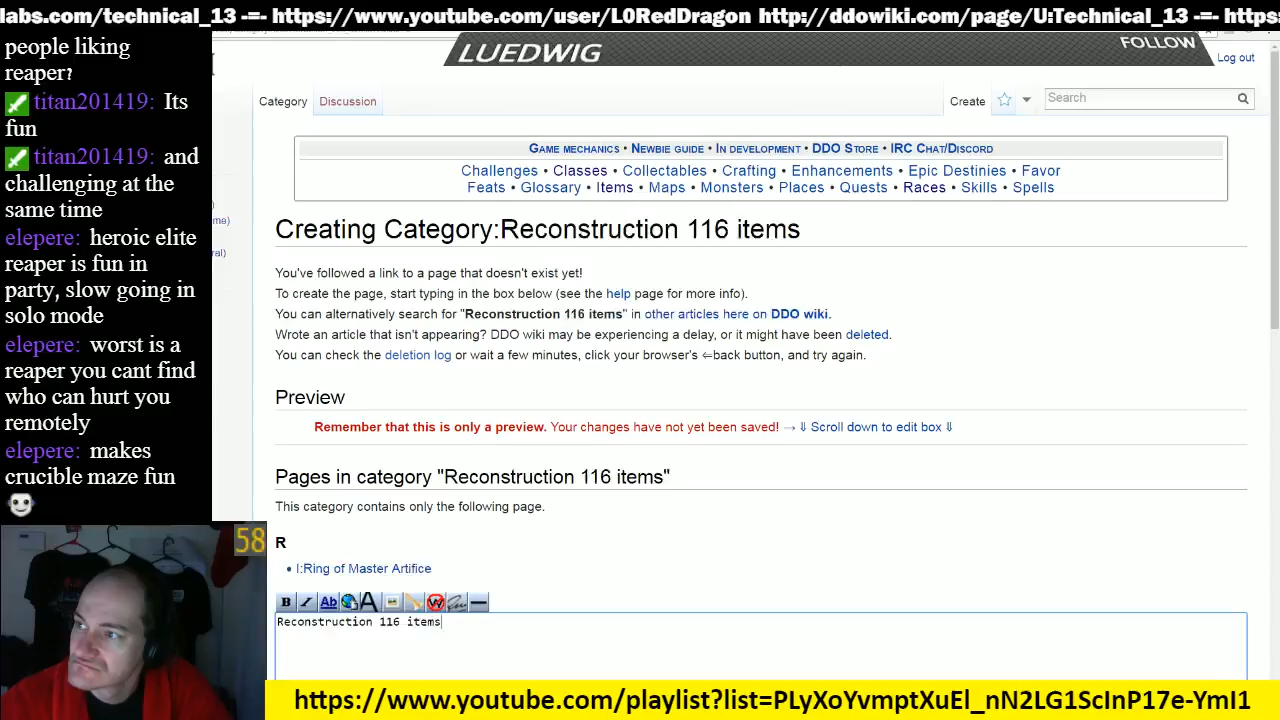 labs.com/technical_13 -=- https://www.youtube.com/user/L0RedDragon http://ddowiki.com/page/U:Technical_13 -=- https:
people liking
reaper?
titan201419: Its
fun
titan201419: and
challenging at the
same time
elepere: heroic elite
reaper is fun in
party, slow going in
solo mode
elepere: worst is a
reaper you cant find
who can hurt you
remotely
elepere: makes
crucible maze fun
58
me)
ral)
LUEDWIG
FOLLOW
Log out
Category Discussion Create Search
Game mechanics • Newbie guide • In development • DDO Store • IRC Chat/Discord
Challenges • Classes • Collectables • Crafting • Enhancements • Epic Destinies • Favor
Feats • Glossary • Items • Maps • Monsters • Places • Quests • Races • Skills • Spells
Creating Category:Reconstruction 116 items
You've followed a link to a page that doesn't exist yet!
To create the page, start typing in the box below (see the help page for more info).
You can alternatively search for "Reconstruction 116 items" in other articles here on DDO wiki.
Wrote an article that isn't appearing? DDO wiki may be experiencing a delay, or it might have been deleted.
You can check the deletion log or wait a few minutes, click your browser's ⇐back button, and try again.
Preview
Remember that this is only a preview. Your changes have not yet been saved! → ⇓ Scroll down to edit box ⇓
Pages in category "Reconstruction 116 items"
This category contains only the following page.
R
• I:Ring of Master Artifice
B I Ab A W
Reconstruction 116 items
https://www.youtube.com/playlist?list=PLyXoYvmptXuEl_nN2LG1ScInP17e-YmI1